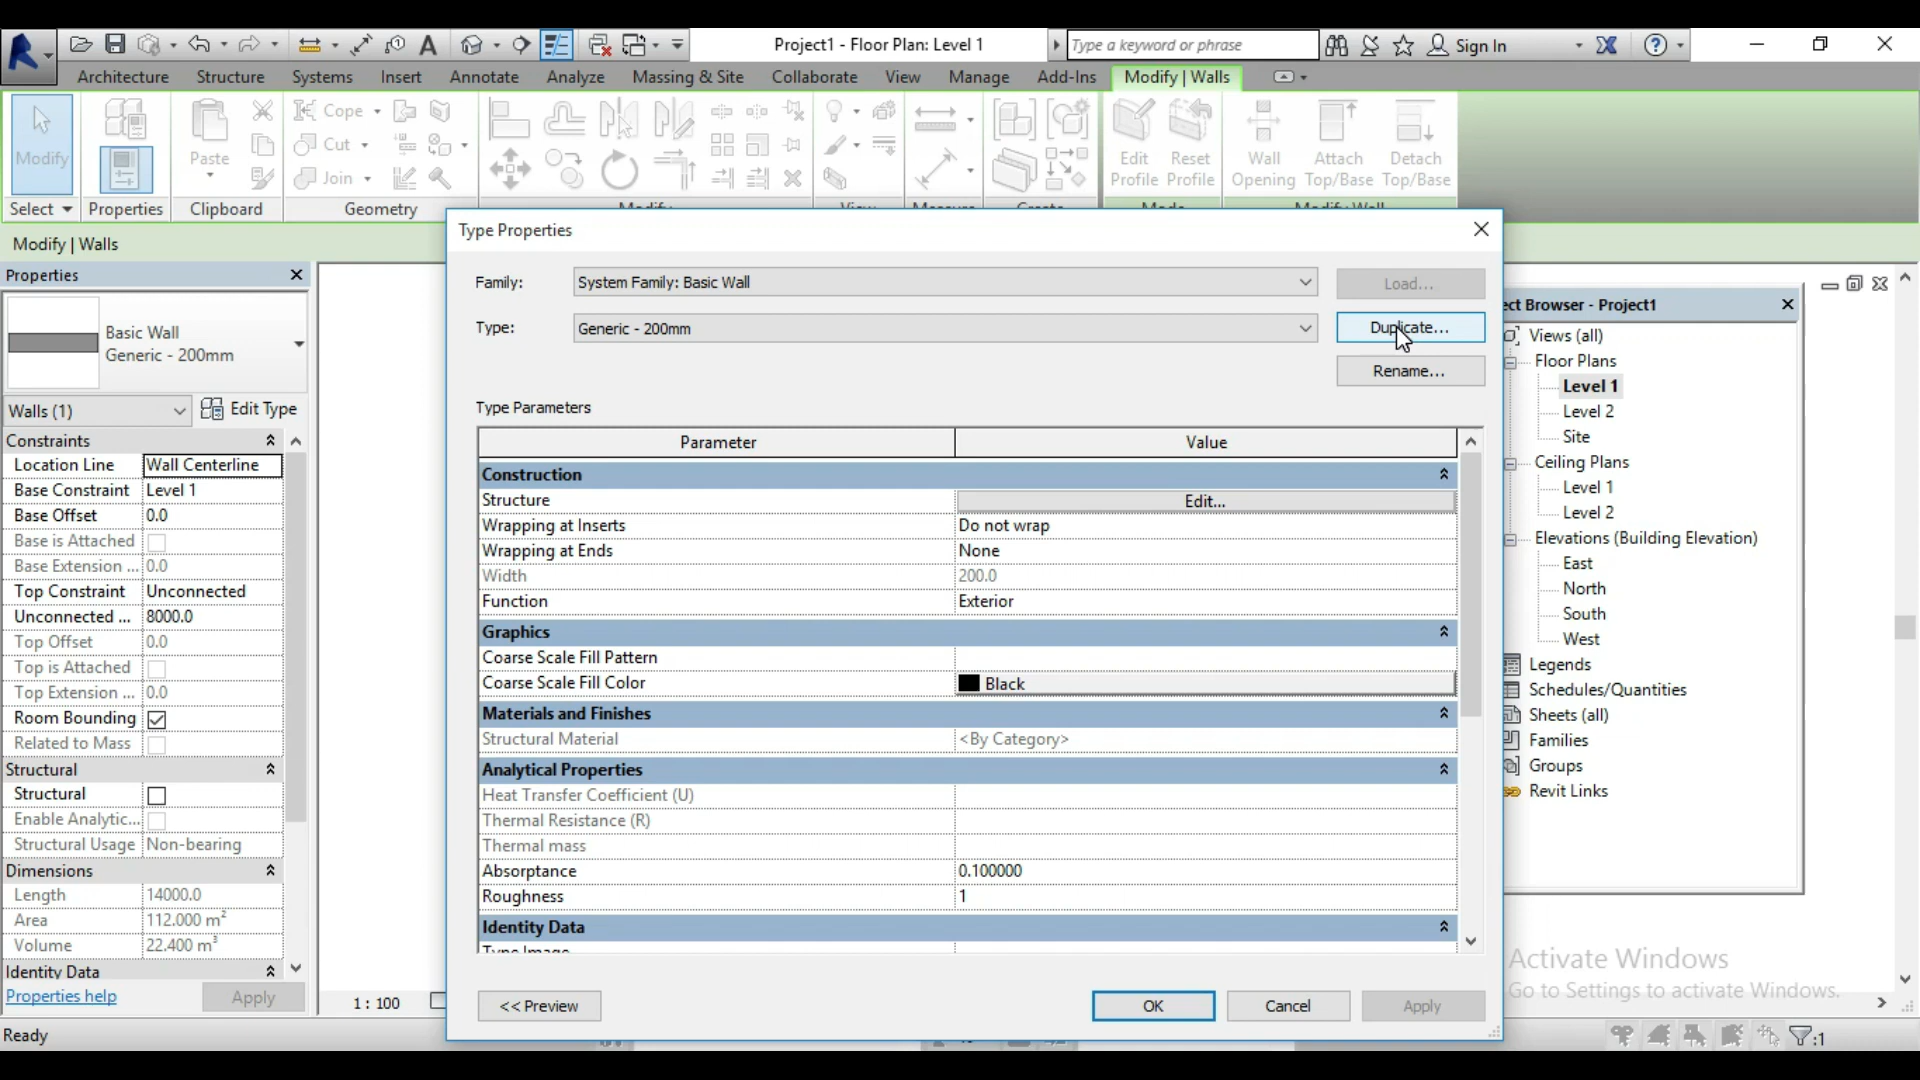 Project1 - Floor Plan: Level 1
Type a keyword or phrase
Sign In
Architecture
Structure
Systems
Insert
Annotate
Analyze
Massing & Site
Collaborate
View
Manage
Add-Ins
Modify | Walls
Modify
Paste
Cope
Cut
Join
Edit
Profile
Reset
Profile
Wall
Opening
Attach
Top/Base
Detach
Top/Base
Select
Properties
Clipboard
Geometry
Modify | Walls
Properties
Basic Wall
Generic - 200mm
Walls (1)
Edit Type
Constraints
Location Line Wall Centerline
Base Constraint Level 1
Base Offset 0.0
Base is Attached
Base Extension ... 0.0
Top Constraint Unconnected
Unconnected ... 8000.0
Top Offset 0.0
Top is Attached
Top Extension ... 0.0
Room Bounding
Related to Mass
Structural
Structural
Enable Analytic...
Structural Usage Non-bearing
Dimensions
Length 14000.0
Area 112.000 m²
Volume 22.400 m³
Identity Data
Properties help
Apply
Ready
1 : 100
Type Properties
Family: System Family: Basic Wall
Load...
Type: Generic - 200mm
Duplicate...
Rename...
Type Parameters
Parameter Value
Construction
Structure Edit...
Wrapping at Inserts Do not wrap
Wrapping at Ends None
Width 200.0
Function Exterior
Graphics
Coarse Scale Fill Pattern
Coarse Scale Fill Color Black
Materials and Finishes
Structural Material <By Category>
Analytical Properties
Heat Transfer Coefficient (U)
Thermal Resistance (R)
Thermal mass
Absorptance 0.100000
Roughness 1
Identity Data
<< Preview
OK
Cancel
Apply
ect Browser - Project1
Views (all)
Floor Plans
Level 1
Level 2
Site
Ceiling Plans
Level 1
Level 2
Elevations (Building Elevation)
East
North
South
West
Legends
Schedules/Quantities
Sheets (all)
Families
Groups
Revit Links
Activate Windows
Go to Settings to activate Windows.
:1